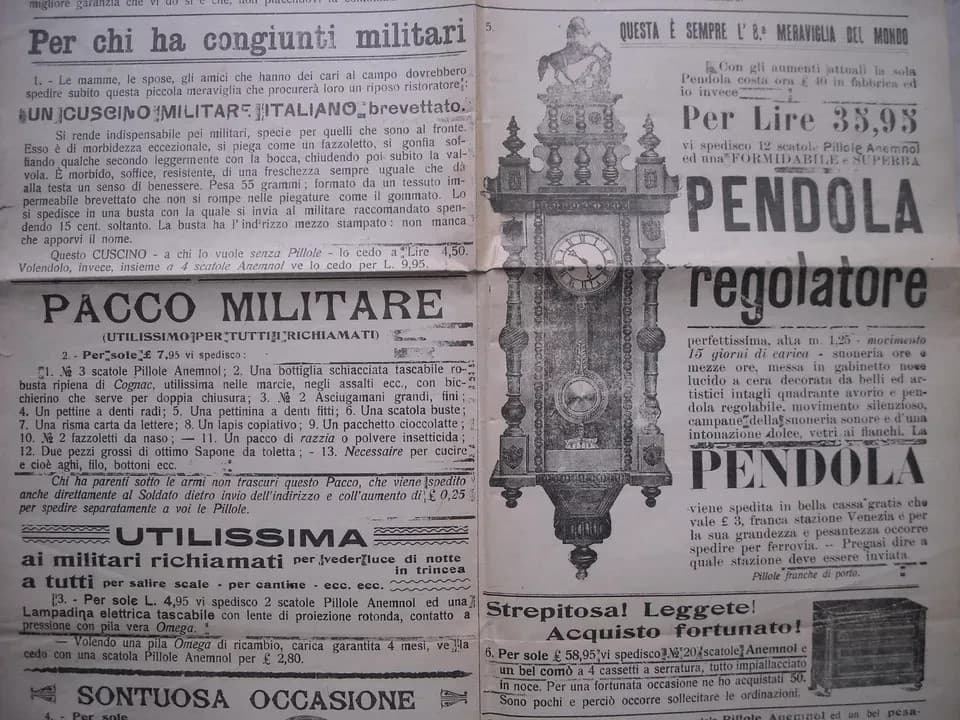 migliore garanzia che vi do si è che, non piacendovi
Per chi ha congiunti militari
1. - Le mamme, le spose, gli amici che hanno dei cari al campo dovrebbero
spedire subito questa piccola meraviglia che procurerà loro un riposo ristoratore:
UN CUSCINO MILITARE ITALIANO brevettato.
Si rende indispensabile pei militari, specie per quelli che sono al fronte.
Esso è di morbidezza eccezionale, si piega come un fazzoletto, si gonfia sof-
fiando qualche secondo leggermente con la bocca, chiudendo poi subito la val-
vola. È morbido, soffice, resistente, di una freschezza sempre uguale che dà
alla testa un senso di benessere. Pesa 55 grammi; formato da un tessuto im-
permeabile brevettato che non si rompe nelle piegature come il gommato. Lo
si spedisce in una busta con la quale si invia al militare raccomandato spen-
dendo 15 cent. soltanto. La busta ha l'indirizzo mezzo stampato: non manca
che apporvi il nome.
Questo CUSCINO - a chi lo vuole senza Pillole - lo cedo a Lire 4,50.
Volendolo, invece, insieme a 4 scatole Anemnol ve lo cedo per L. 9,95.
PACCO MILITARE
(UTILISSIMO PER TUTTI I RICHIAMATI)
2. - Per sole £ 7,95 vi spedisco:
1. № 3 scatole Pillole Anemnol; 2. Una bottiglia schiacciata tascabile ro-
busta ripiena di Cognac, utilissima nelle marcie, negli assalti ecc., con bic-
chierino che serve per doppia chiusura; 3. № 2 Asciugamani grandi, fini;
4. Un pettine a denti radi; 5. Una pettinina a denti fitti; 6. Una scatola buste;
7. Una risma carta da lettere; 8. Un lapis copiativo; 9. Un pacchetto cioccolatte;
10. № 2 fazzoletti da naso; — 11. Un pacco di razzia o polvere insetticida;
12. Due pezzi grossi di ottimo Sapone da toletta; - 13. Necessaire per cucire
e cioè aghi, filo, bottoni ecc.
Chi ha parenti sotto le armi non trascuri questo Pacco, che viene spedito
anche direttamente al Soldato dietro invio dell'indirizzo e coll'aumento di £ 0,25
per spedire separatamente a voi le Pillole.
UTILISSIMA
ai militari richiamati per veder luce di notte
in trincea
a tutti per salire scale - per cantine - ecc. ecc.
3. - Per sole L. 4,95 vi spedisco 2 scatole Pillole Anemnol ed una
Lampadina elettrica tascabile con lente di proiezione rotonda, contatto a
pressione con pila vera Omega.
— Volendo una pila Omega di ricambio, carica garantita 4 mesi, ve la
cedo con una scatola Pillole Anemnol per £ 2,80.
SONTUOSA OCCASIONE
4. - Per sole
5.
QUESTA È SEMPRE L' 8.ª MERAVIGLIA DEL MONDO
Con gli aumenti attuali la sola
Pendola costa ora £ 40 in fabbrica ed
io invece
Per Lire 35,95
vi spedisco 12 scatole Pillole Anemnol
ed una FORMIDABILE e SUPERBA
PENDOLA
regolatore
perfettissima, alta m. 1,25 - movimento
15 giorni di carica - suoneria ore e
mezze ore, messa in gabinetto noce
lucido a cera decorata da belli ed ar-
tistici intagli quadrante avorio e pen-
dola regolabile, movimento silenzioso,
campane della suoneria sonore e d'una
intonazione dolce, vetri ai fianchi. La
PENDOLA
viene spedita in bella cassa gratis che
vale £ 3, franca stazione Venezia e per
la sua grandezza e pesantezza occorre
spedire per ferrovia. - Pregasi dire a
quale stazione deve essere inviata.
Pillole franche di porto.
Strepitosa! Leggete!
Acquisto fortunato!
6. Per sole £ 58,95 vi spedisco № 20 scatole Anemnol e
un bel comò a 4 cassetti a serratura, tutto impiallacciato
in noce. Per una fortunata occasione ne ho acquistati 50.
Sono pochi e perciò occorre sollecitare le ordinazioni.
Pillole Anemnol ed un bel pesa-